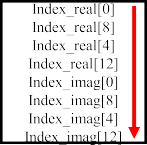 Index_real[0]
Index_real[8]
Index_real[4]
Index_real[12]
Index_imag[0]
Index_imag[8]
Index_imag[4]
Index_imag[12]